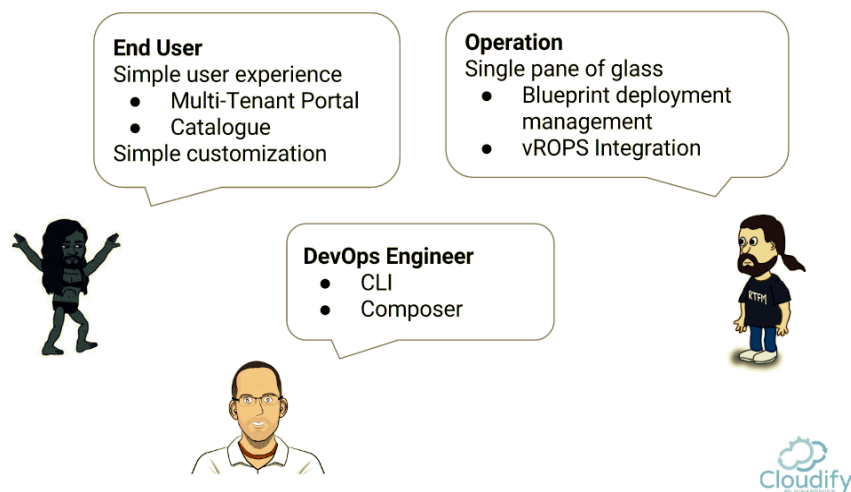 End User
Simple user experience
● Multi-Tenant Portal
● Catalogue
Simple customization
Operation
Single pane of glass
● Blueprint deployment
management
● vROPS Integration
DevOps Engineer
● CLI
● Composer
RTFM
Cloudify